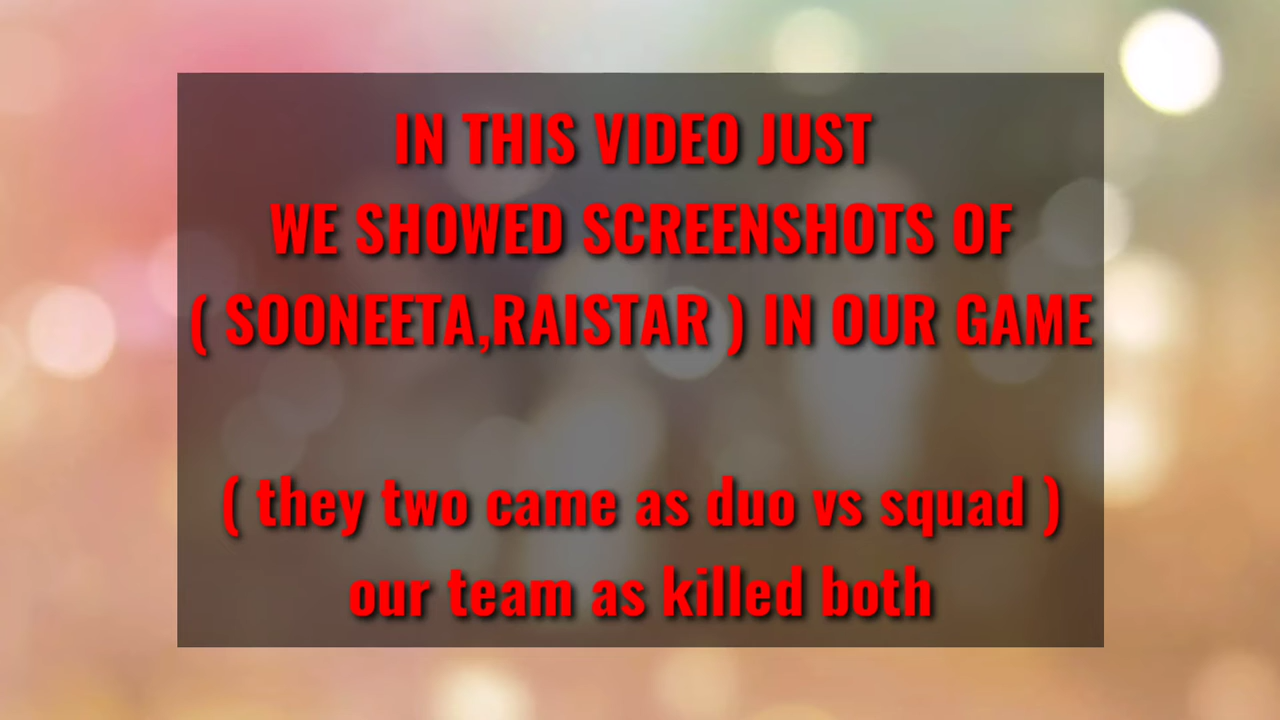 IN THIS VIDEO JUST
WE SHOWED SCREENSHOTS OF
( SOONEETA,RAISTAR ) IN OUR GAME
( they two came as duo vs squad )
our team as killed both